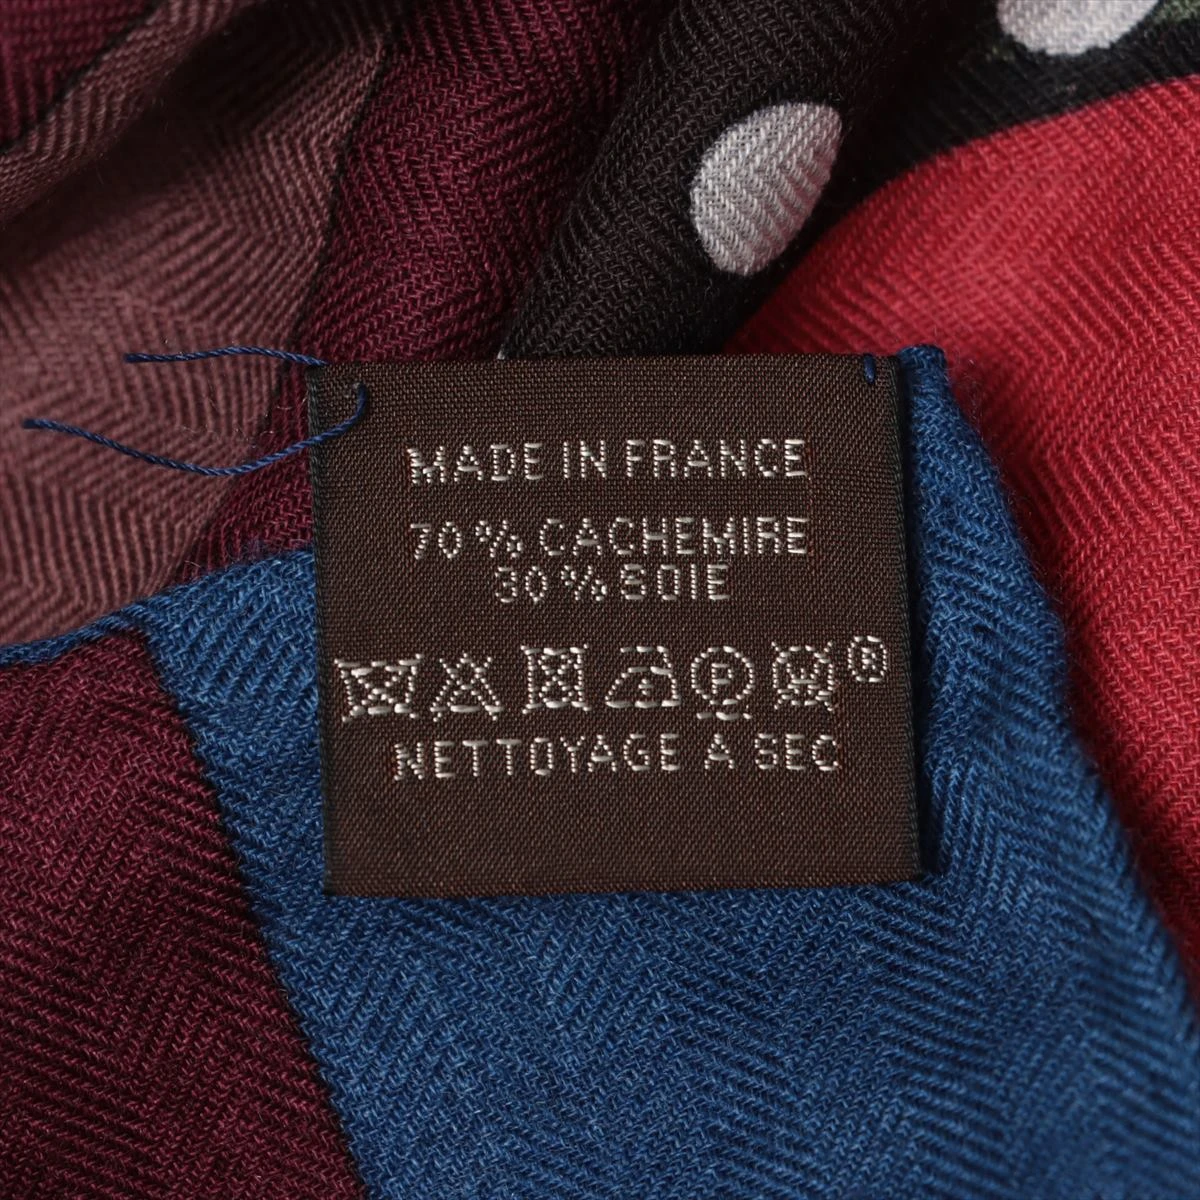 MADE IN FRANCE
70 % CACHEMIRE
30 % SOIE
P ®
NETTOYAGE A SEC